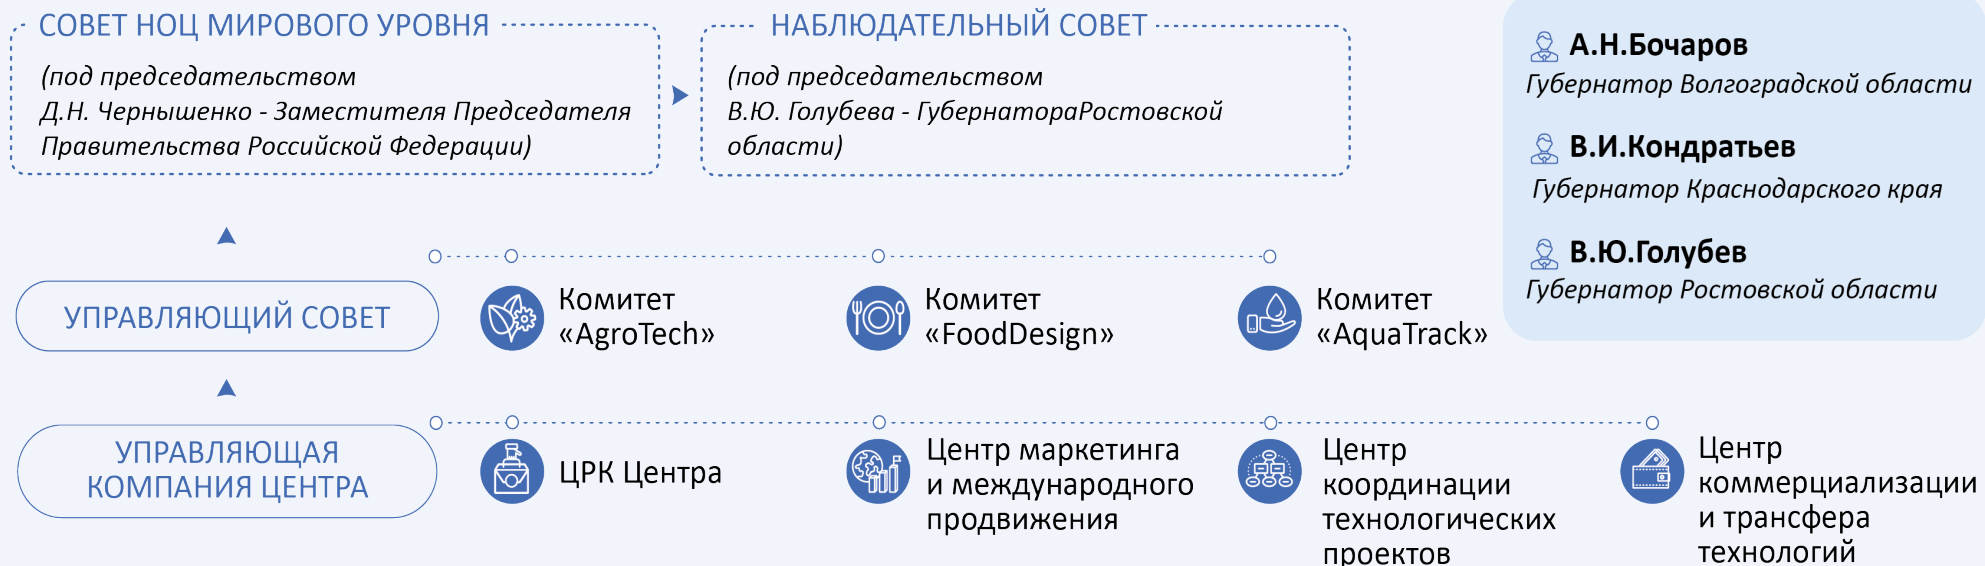 СОВЕТ НОЦ МИРОВОГО УРОВНЯ
(под председательством
Д.Н. Чернышенко - Заместителя Председателя
Правительства Российской Федерации)
НАБЛЮДАТЕЛЬНЫЙ СОВЕТ
(под председательством
В.Ю. Голубева - ГубернатораРостовской
области)
А.Н.Бочаров
Губернатор Волгоградской области
В.И.Кондратьев
Губернатор Краснодарского края
В.Ю.Голубев
Губернатор Ростовской области
УПРАВЛЯЮЩИЙ СОВЕТ
Комитет
«AgroTech»
Комитет
«FoodDesign»
Комитет
«AquaTrack»
УПРАВЛЯЮЩАЯ
КОМПАНИЯ ЦЕНТРА
ЦРК Центра
Центр маркетинга
и международного
продвижения
Центр
координации
технологических
проектов
Центр
коммерциализации
и трансфера
технологий